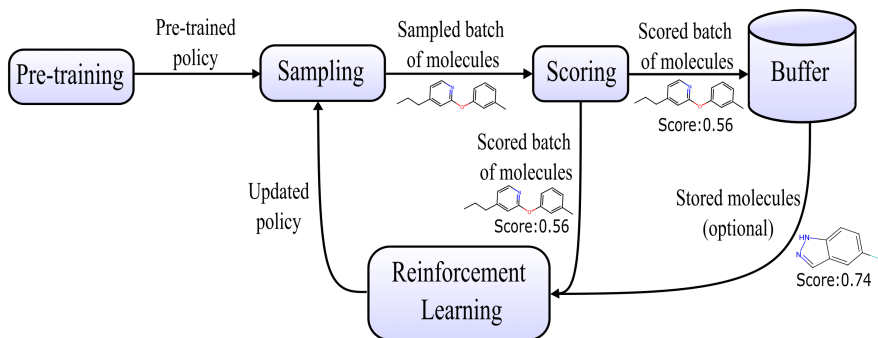 Pre-training
Pre-trained
policy
Sampling
Sampled batch
of molecules
N
O
Scoring
Scored batch
of molecules
N
O
Score:0.56
Buffer
Scored batch
of molecules
N
O
Score:0.56
Updated
policy
Reinforcement
Learning
Stored molecules
(optional)
HN
N
Score:0.74